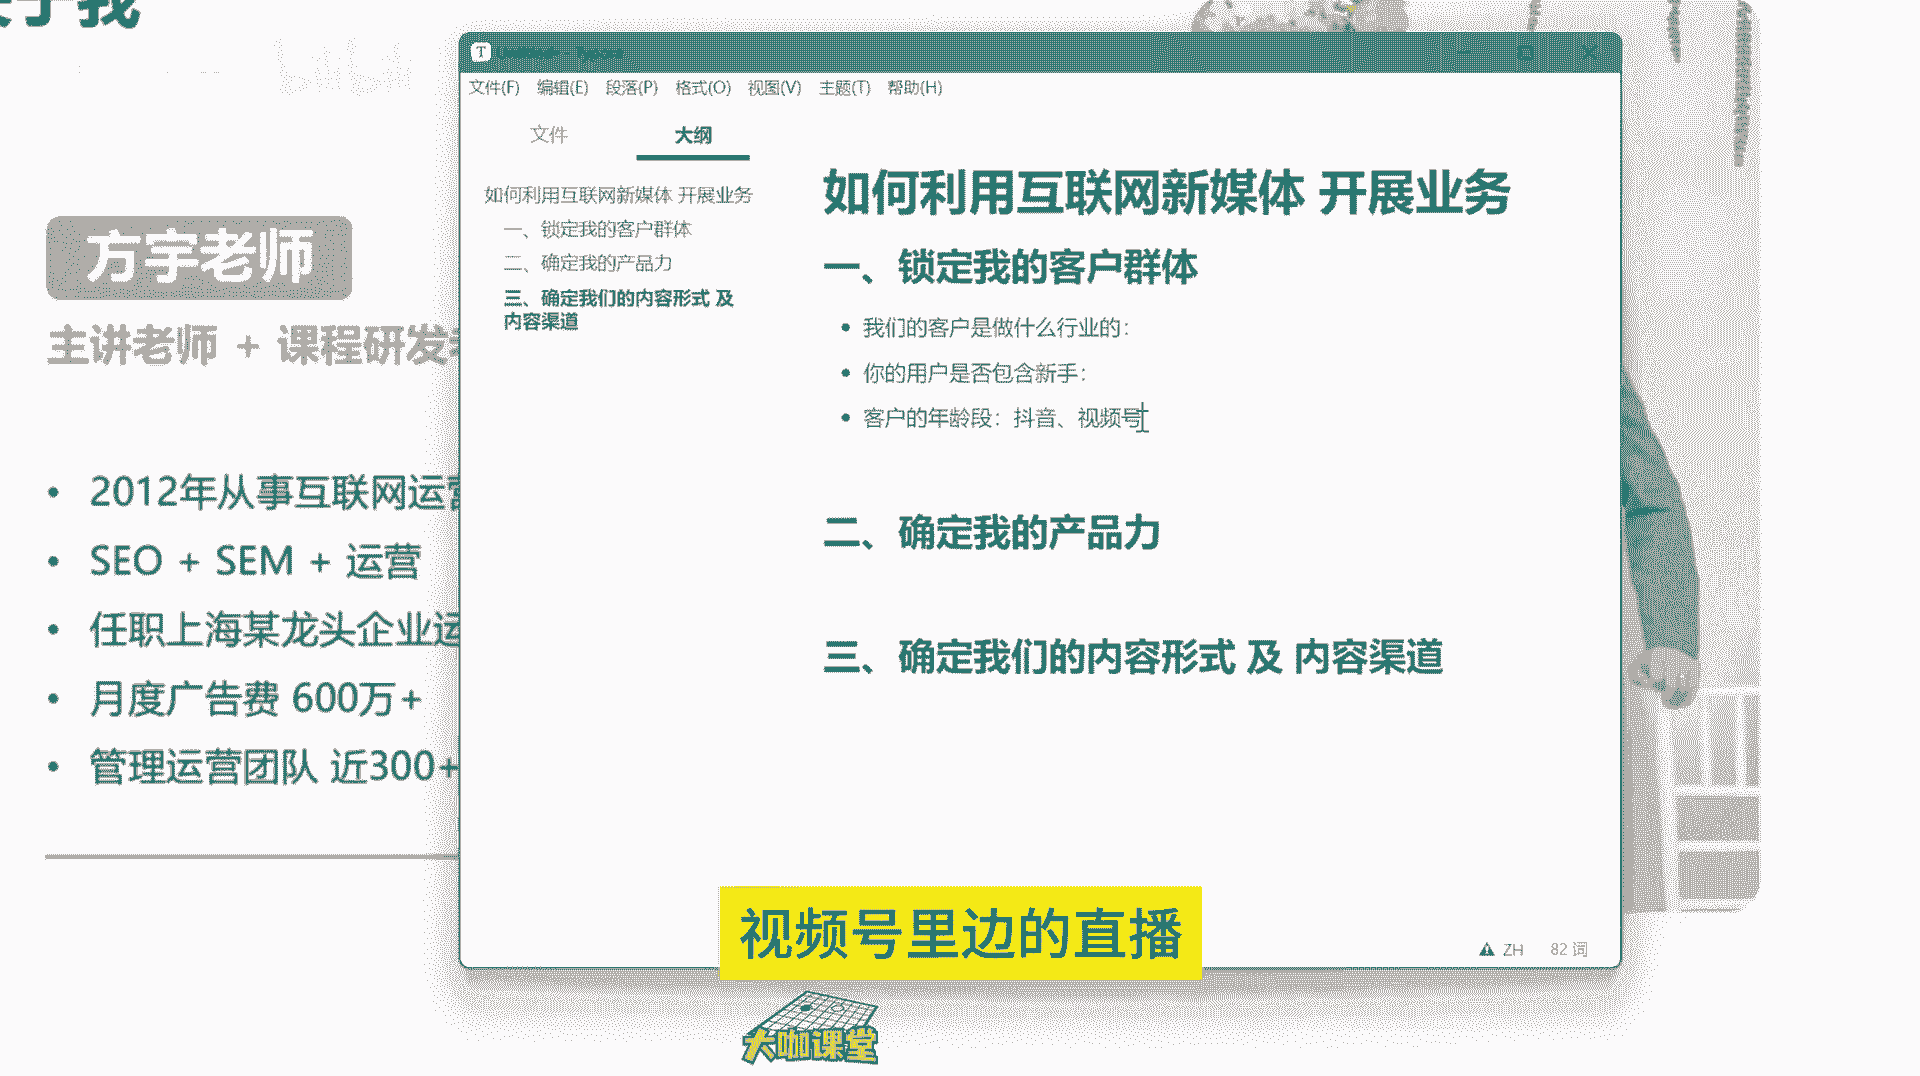 于我
bilibili
方宇老师
主讲老师 + 课程研发
2012年从事互联网运营
SEO + SEM + 运营
任职上海某龙头企业运
月度广告费 600万+
管理运营团队 近300+
T
文件(F) 编辑(E) 段落(P) 格式(O) 视图(V) 主题(T) 帮助(H)
文件 大纲
如何利用互联网新媒体 开展业务
一、锁定我的客户群体
二、确定我的产品力
三、确定我们的内容形式 及
内容渠道
如何利用互联网新媒体 开展业务
一、锁定我的客户群体
我们的客户是做什么行业的：
你的用户是否包含新手：
客户的年龄段：抖音、视频号
二、确定我的产品力
三、确定我们的内容形式 及 内容渠道
ZH 82 词
视频号里边的直播
大咖课堂